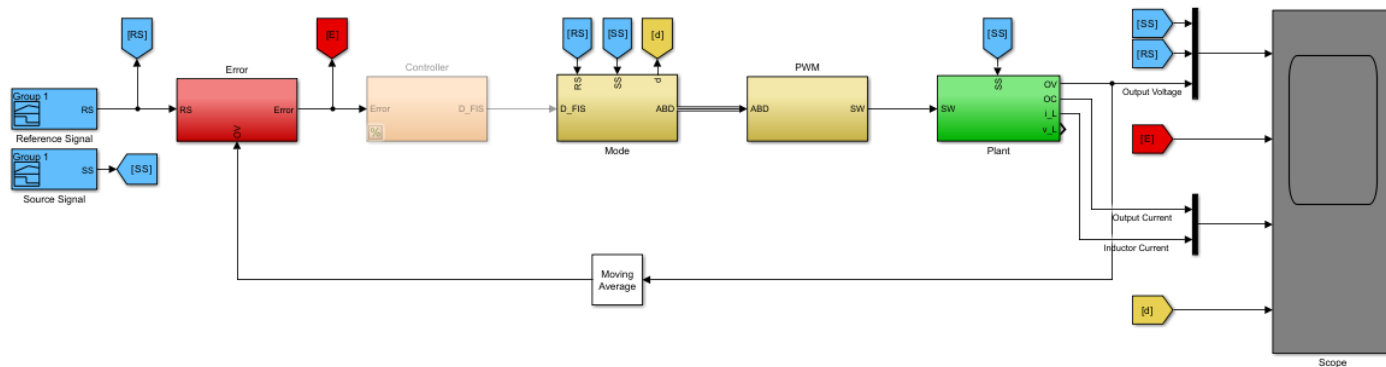 [RS]
[E]
[RS]
[SS]
[d]
[SS]
[SS]
[RS]
Error
Controller
PWM
Group 1
RS
Reference Signal
RS
Error
OV
Error
D_FIS
%
RS
SS
d
D_FIS
ABD
Mode
ABD
SW
SS
SW
OV
OC
i_L
v_L
Plant
Output Voltage
[E]
Group 1
SS
Source Signal
[SS]
Output Current
Inductor Current
Moving
Average
[d]
Scope